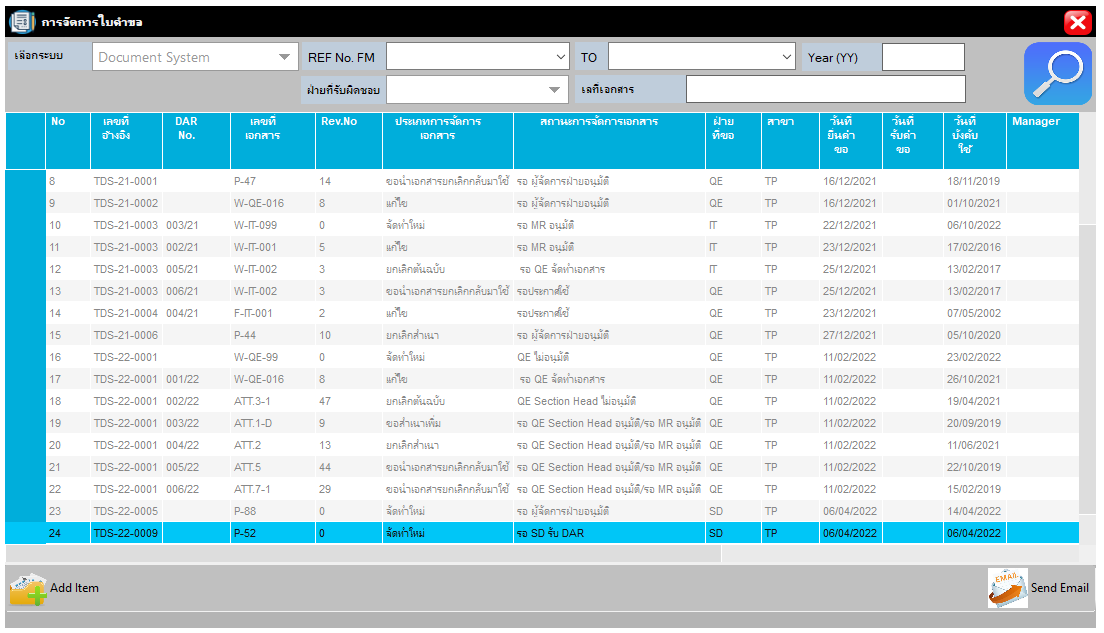 การจัดการใบคำขอ
เลือกระบบ Document System REF No. FM TO Year (YY)
ฝ่ายที่รับผิดชอบ เลขที่เอกสาร
No เลขที่อ้างอิง DAR No. เลขที่เอกสาร Rev.No ประเภทการจัดการเอกสาร สถานะการจัดการเอกสาร ฝ่ายที่ขอ สาขา วันที่ยื่นคำขอ วันที่รับคำขอ วันที่บังคับใช้ Manager
8 TDS-21-0001 P-47 14 ขอนำเอกสารยกเลิกกลับมาใช้ รอ ผู้จัดการฝ่ายอนุมัติ QE TP 16/12/2021 18/11/2019
9 TDS-21-0002 W-QE-016 8 แก้ไข รอ ผู้จัดการฝ่ายอนุมัติ QE TP 16/12/2021 01/10/2021
10 TDS-21-0003 003/21 W-IT-099 0 จัดทำใหม่ รอ MR อนุมัติ IT TP 22/12/2021 06/10/2022
11 TDS-21-0003 002/21 W-IT-001 5 แก้ไข รอ MR อนุมัติ IT TP 23/12/2021 17/02/2016
12 TDS-21-0003 005/21 W-IT-002 3 ยกเลิกต้นฉบับ รอ QE จัดทำเอกสาร IT TP 25/12/2021 13/02/2017
13 TDS-21-0003 006/21 W-IT-002 3 ขอนำเอกสารยกเลิกกลับมาใช้ รอประกาศใช้ QE TP 25/12/2021 13/02/2017
14 TDS-21-0004 004/21 F-IT-001 2 แก้ไข รอประกาศใช้ QE TP 23/12/2021 07/05/2002
15 TDS-21-0006 P-44 10 ยกเลิกสำเนา รอ ผู้จัดการฝ่ายอนุมัติ QE TP 27/12/2021 05/10/2020
16 TDS-22-0001 W-QE-99 0 จัดทำใหม่ QE ไม่อนุมัติ QE TP 11/02/2022 23/02/2022
17 TDS-22-0001 001/22 W-QE-016 8 แก้ไข รอ QE จัดทำเอกสาร QE TP 11/02/2022 26/10/2021
18 TDS-22-0001 002/22 ATT.3-1 47 ยกเลิกต้นฉบับ QE Section Head ไม่อนุมัติ QE TP 11/02/2022 19/04/2021
19 TDS-22-0001 003/22 ATT.1-D 9 ขอสำเนาเพิ่ม รอ QE Section Head อนุมัติ/รอ MR อนุมัติ QE TP 11/02/2022 20/09/2019
20 TDS-22-0001 004/22 ATT.2 13 ยกเลิกสำเนา รอ QE Section Head อนุมัติ/รอ MR อนุมัติ QE TP 11/02/2022 11/06/2021
21 TDS-22-0001 005/22 ATT.5 44 ขอนำเอกสารยกเลิกกลับมาใช้ รอ QE Section Head อนุมัติ/รอ MR อนุมัติ QE TP 11/02/2022 22/10/2019
22 TDS-22-0001 006/22 ATT.7-1 29 ขอนำเอกสารยกเลิกกลับมาใช้ รอ QE Section Head อนุมัติ/รอ MR อนุมัติ QE TP 11/02/2022 15/02/2019
23 TDS-22-0005 P-88 0 จัดทำใหม่ รอ ผู้จัดการฝ่ายอนุมัติ SD TP 06/04/2022 14/04/2022
24 TDS-22-0009 P-52 0 จัดทำใหม่ รอ SD รับ DAR SD TP 06/04/2022 06/04/2022
Add Item EMAIL Send Email